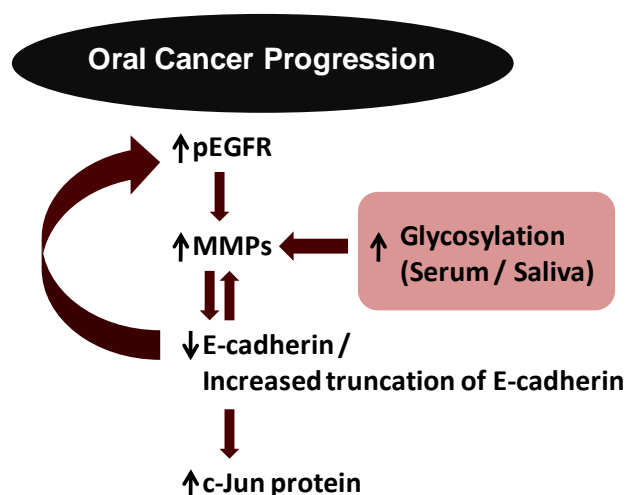 Oral Cancer Progression
↑pEGFR
↑MMPs
↑ Glycosylation
(Serum / Saliva)
↓E-cadherin /
Increased truncation of E-cadherin
↑c-Jun protein